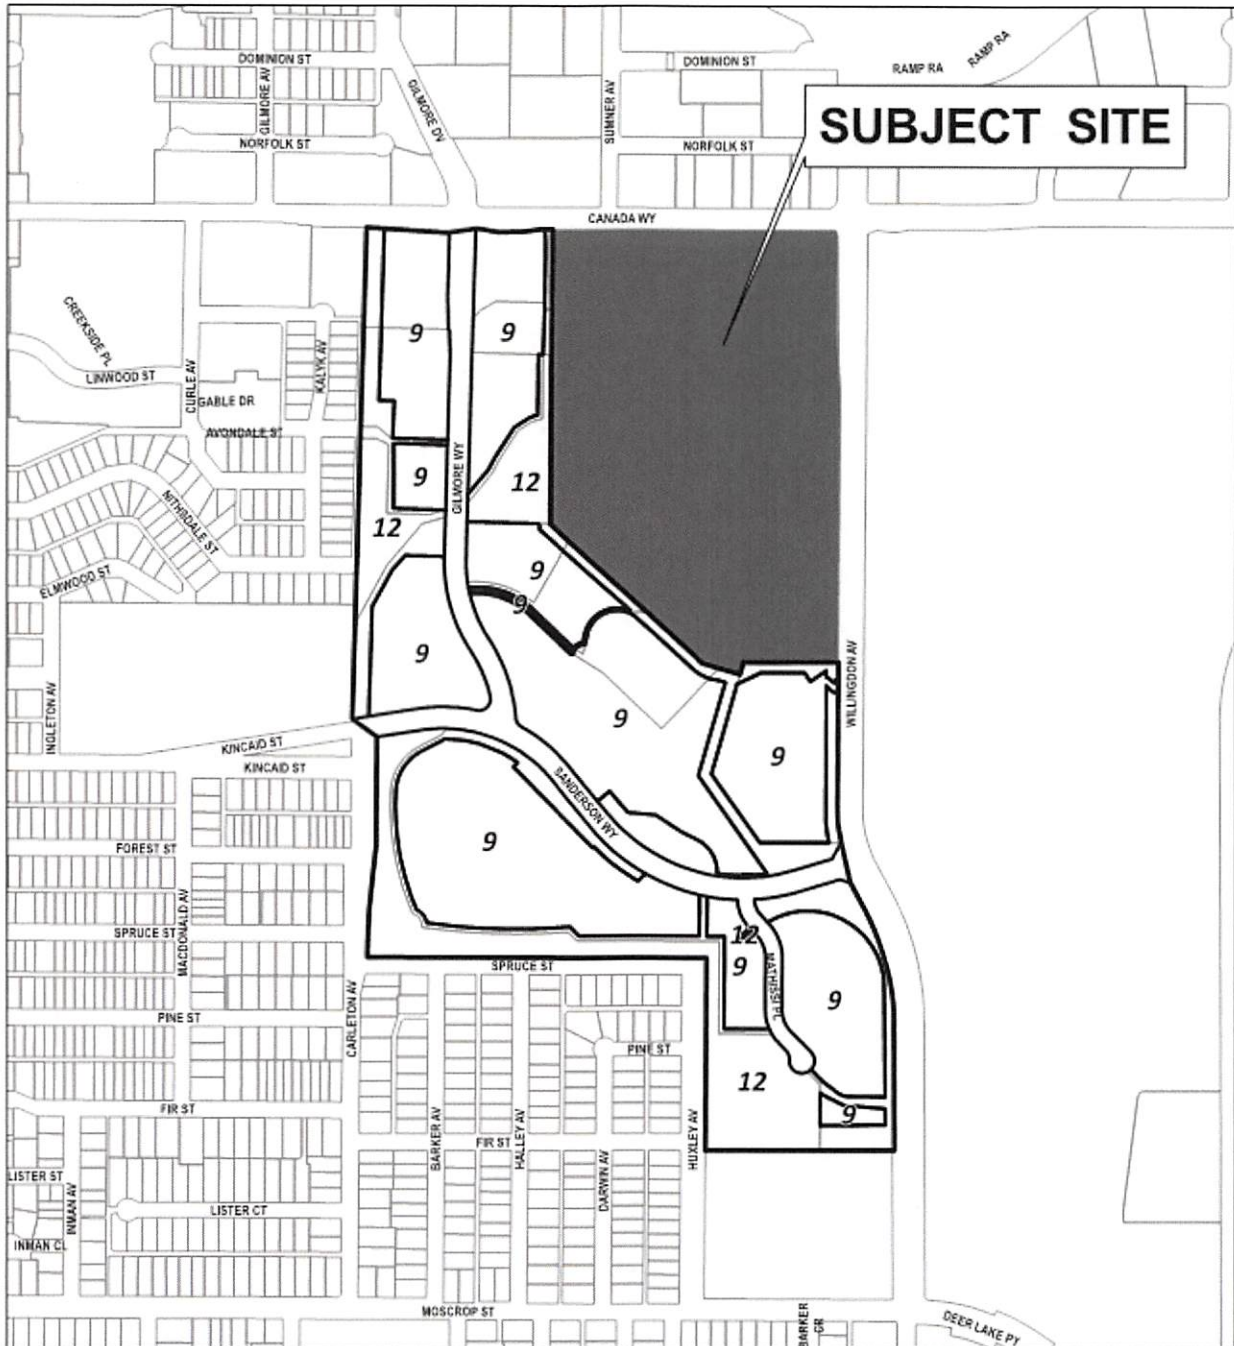 DOMINION ST
DOMINION ST
RAMP RA
RAMP RA
GILMORE AV
GILMORE DV
SUMNER AV
SUBJECT SITE
NORFOLK ST
NORFOLK ST
CANADA WY
CREEKSIDE PL
LINWOOD ST
CURLE AV
KALYK AV
GABLE DR
AVONDALE ST
9
9
GILMORE WY
9
12
12
NITHSDALE ST
ELMWOOD ST
9
9
9
9
WILLINGDON AV
INGLETON AV
KINCAID ST
KINCAID ST
9
SANDERSON WY
9
FOREST ST
MACDONALD AV
SPRUCE ST
12
9
MATHISSI PL
9
SPRUCE ST
CARLETON AV
PINE ST
PINE ST
12
9
FIR ST
FIR ST
BARKER AV
HALLEY AV
DARWIN AV
HUXLEY AV
LISTER ST
INMAN AV
LISTER CT
INMAN CL
MOSCROP ST
BARKER CR
DEER LAKE PY